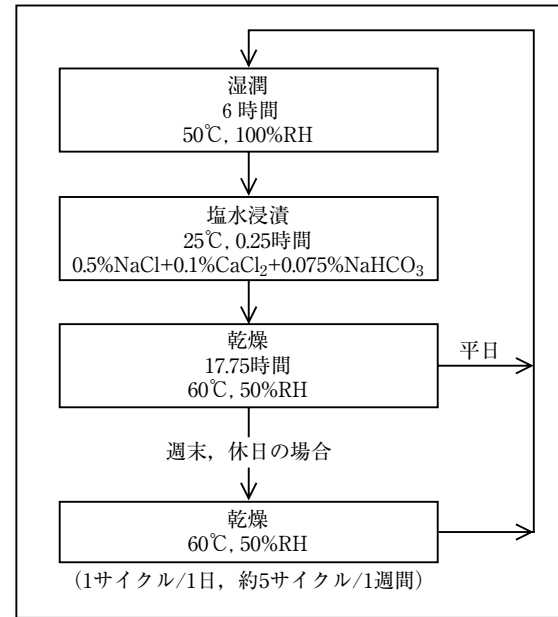 湿潤
6 時間
50℃, 100%RH
塩水浸漬
25℃, 0.25時間
0.5%NaCl+0.1%CaCl₂+0.075%NaHCO₃
乾燥
17.75時間
60℃, 50%RH
平日
週末，休日の場合
乾燥
60℃, 50%RH
（1サイクル/1日，約5サイクル/1週間）